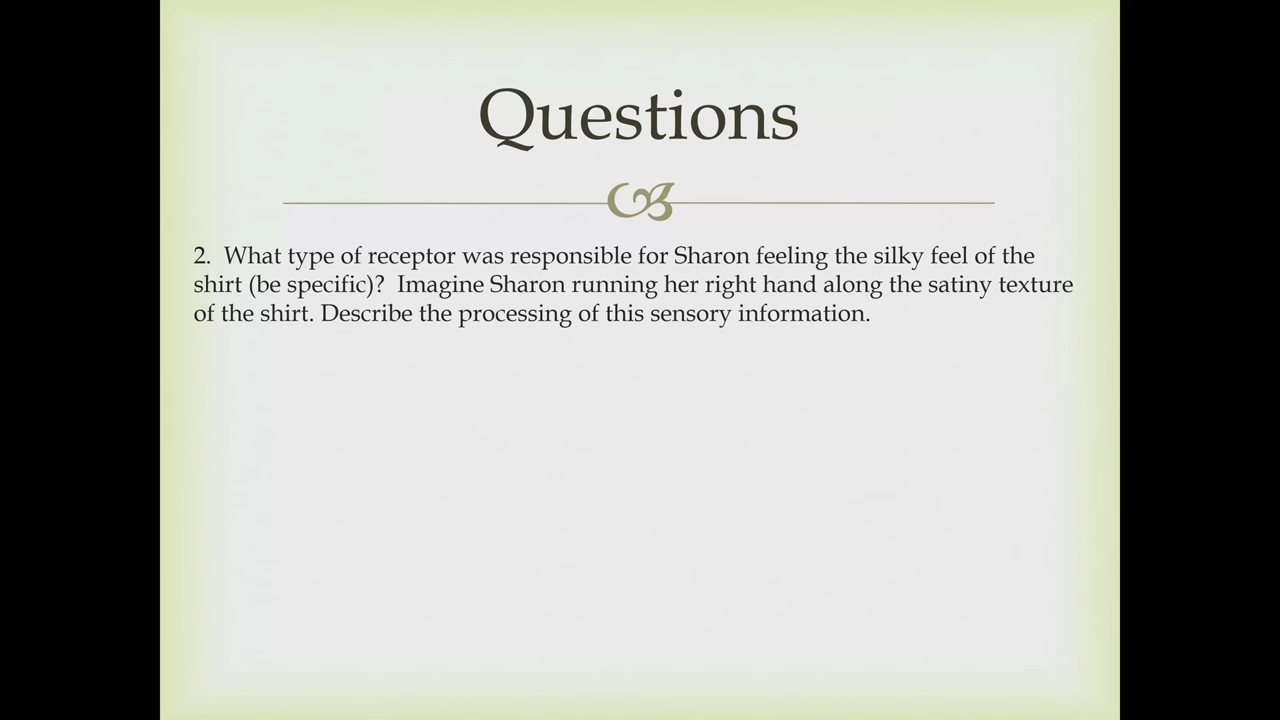 Questions
2.  What type of receptor was responsible for Sharon feeling the silky feel of the
shirt (be specific)?  Imagine Sharon running her right hand along the satiny texture
of the shirt. Describe the processing of this sensory information.